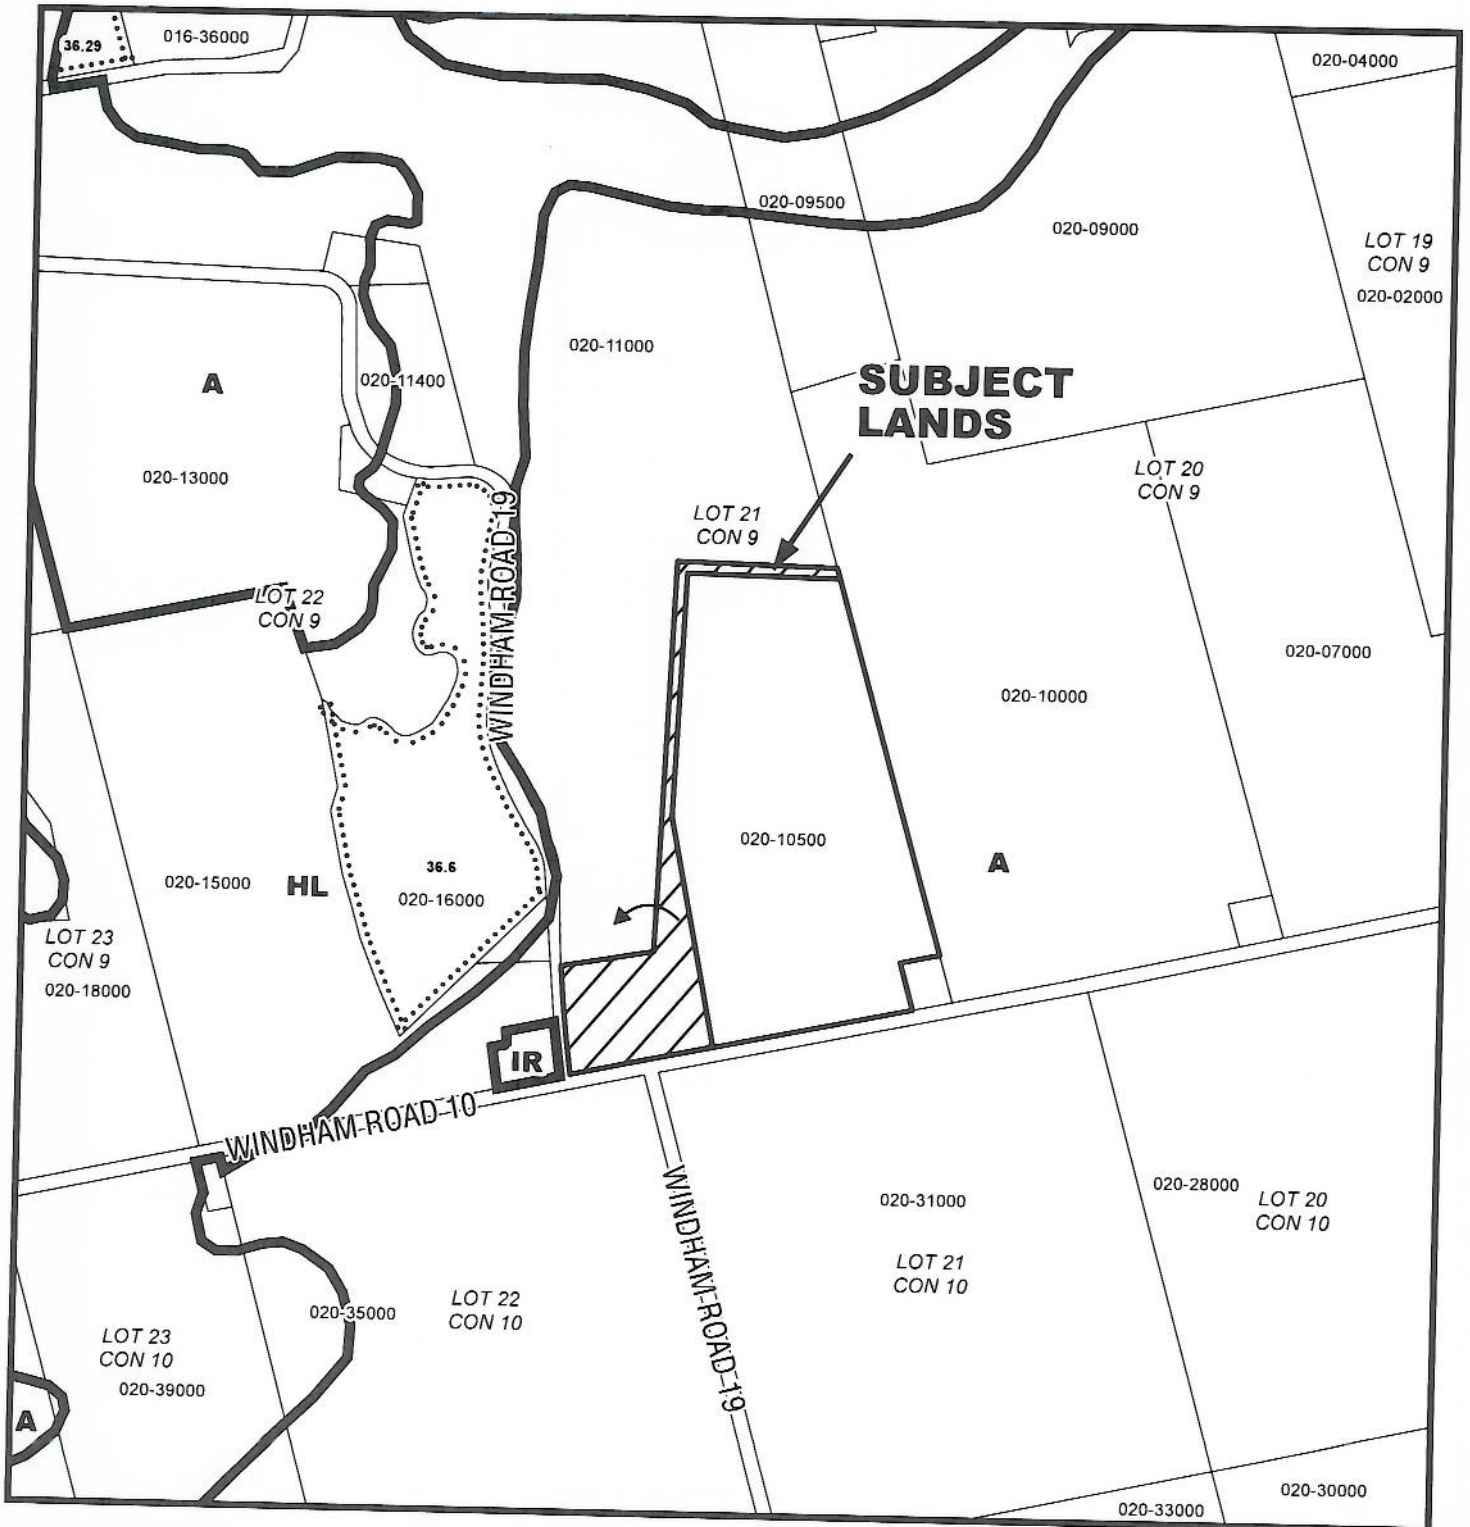 36.29
016-36000
020-04000
020-09500
020-09000
LOT 19
CON 9
020-02000
020-11000
A
020-11400
SUBJECT
LANDS
020-13000
LOT 20
CON 9
LOT 21
CON 9
WINDHAM ROAD 19
LOT 22
CON 9
020-07000
020-10000
020-10500
A
36.6
020-16000
020-15000
HL
LOT 23
CON 9
020-18000
IR
WINDHAM ROAD 10
WINDHAM ROAD 19
020-31000
020-28000
LOT 20
CON 10
LOT 21
CON 10
020-35000
LOT 22
CON 10
LOT 23
CON 10
020-39000
A
020-30000
020-33000